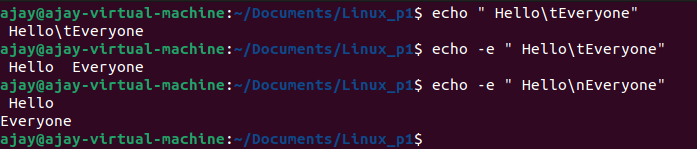 ajay@ajay-virtual-machine:~/Documents/Linux_p1$ echo " Hello\tEveryone"
 Hello\tEveryone
ajay@ajay-virtual-machine:~/Documents/Linux_p1$ echo -e " Hello\tEveryone"
 Hello  Everyone
ajay@ajay-virtual-machine:~/Documents/Linux_p1$ echo -e " Hello\nEveryone"
 Hello
Everyone
ajay@ajay-virtual-machine:~/Documents/Linux_p1$